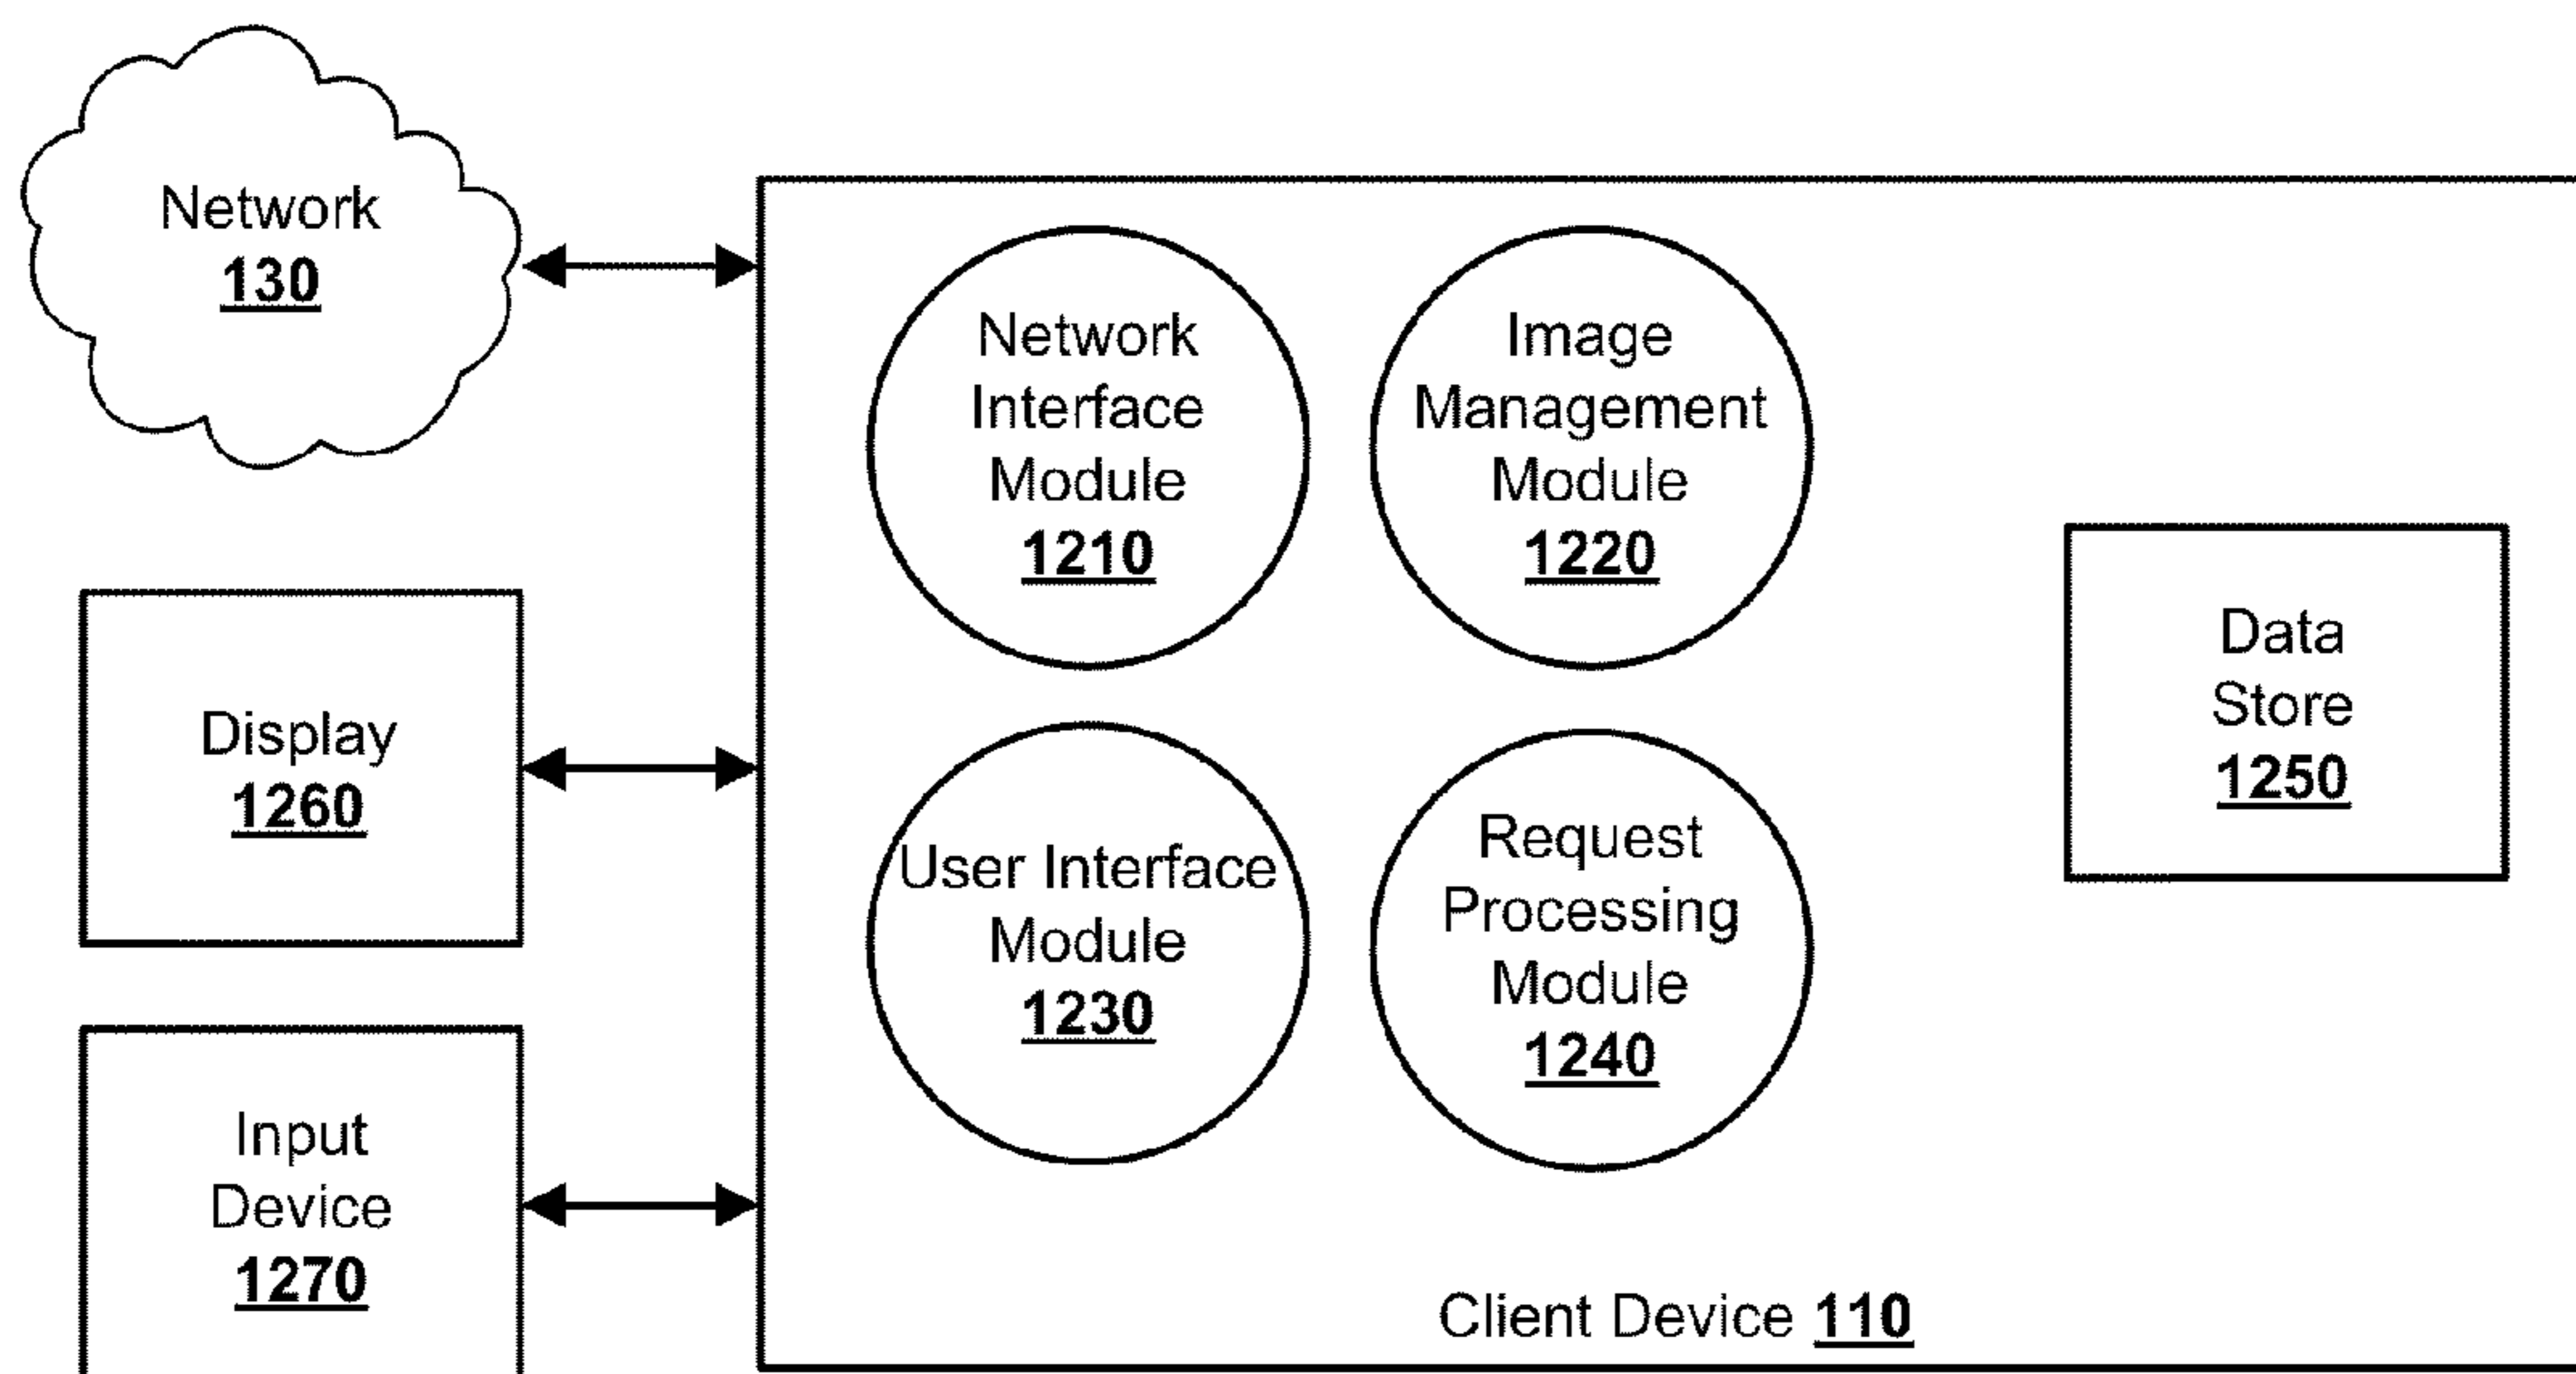 Network
130
Network
Interface
Module
1210
Image
Management
Module
1220
Display
1260
Data
Store
1250
User Interface
Module
1230
Request
Processing
Module
1240
Input
Device
1270
Client Device 110